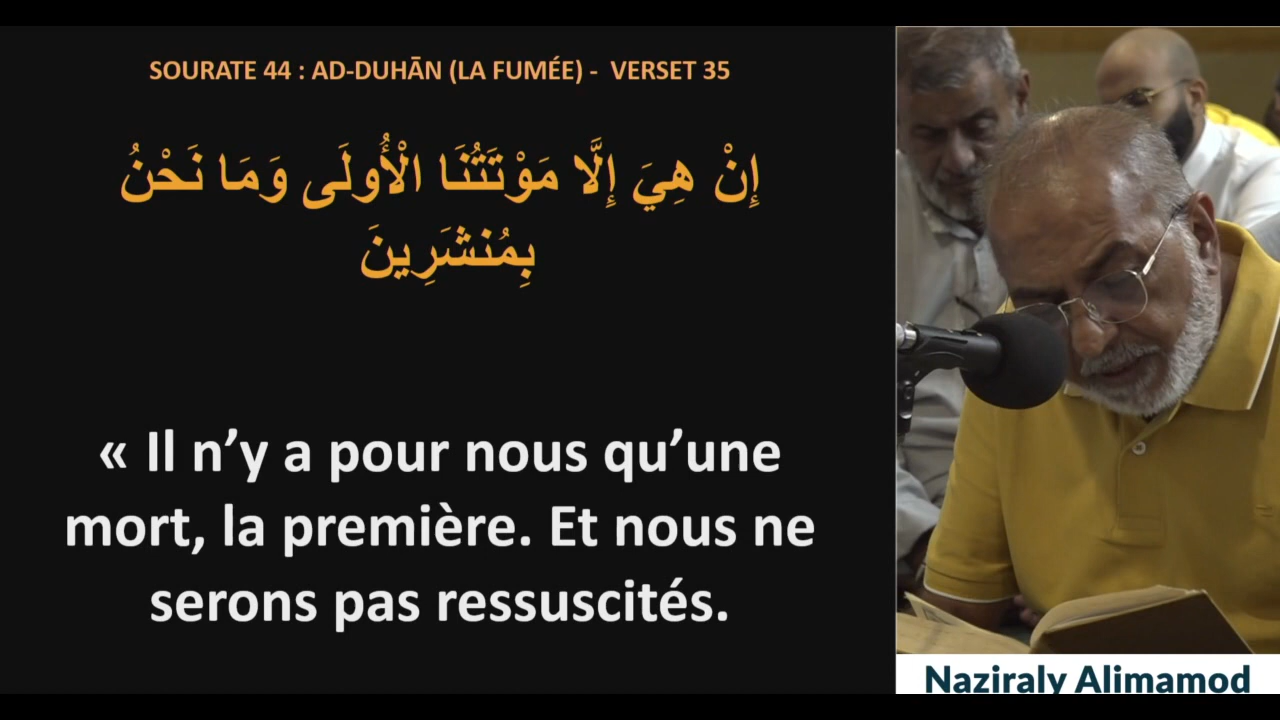 SOURATE 44 : AD-DUHĀN (LA FUMÉE) - VERSET 35
إِنْ هِيَ إِلَّا مَوْتَتُنَا الْأُولَى وَمَا نَحْنُ
بِمُنشَرِينَ
« Il n’y a pour nous qu’une
mort, la première. Et nous ne
serons pas ressuscités.
Naziraly Alimamod